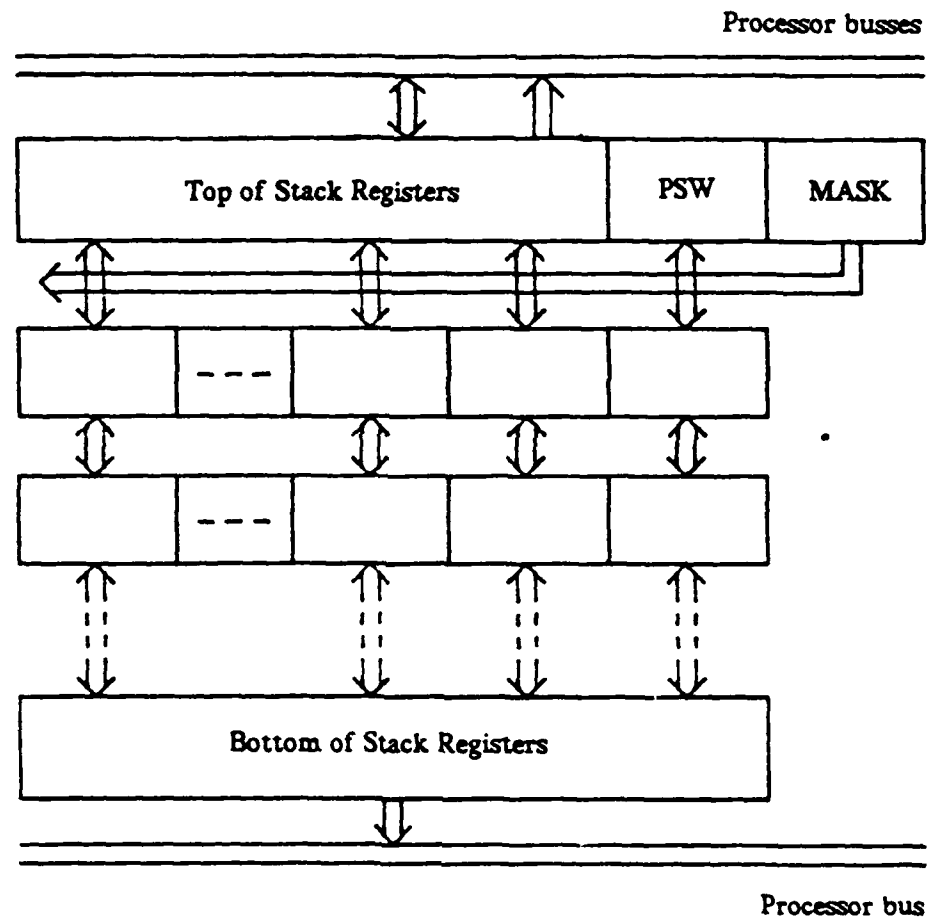 Processor busses
Top of Stack Registers
PSW
MASK
Bottom of Stack Registers
Processor bus